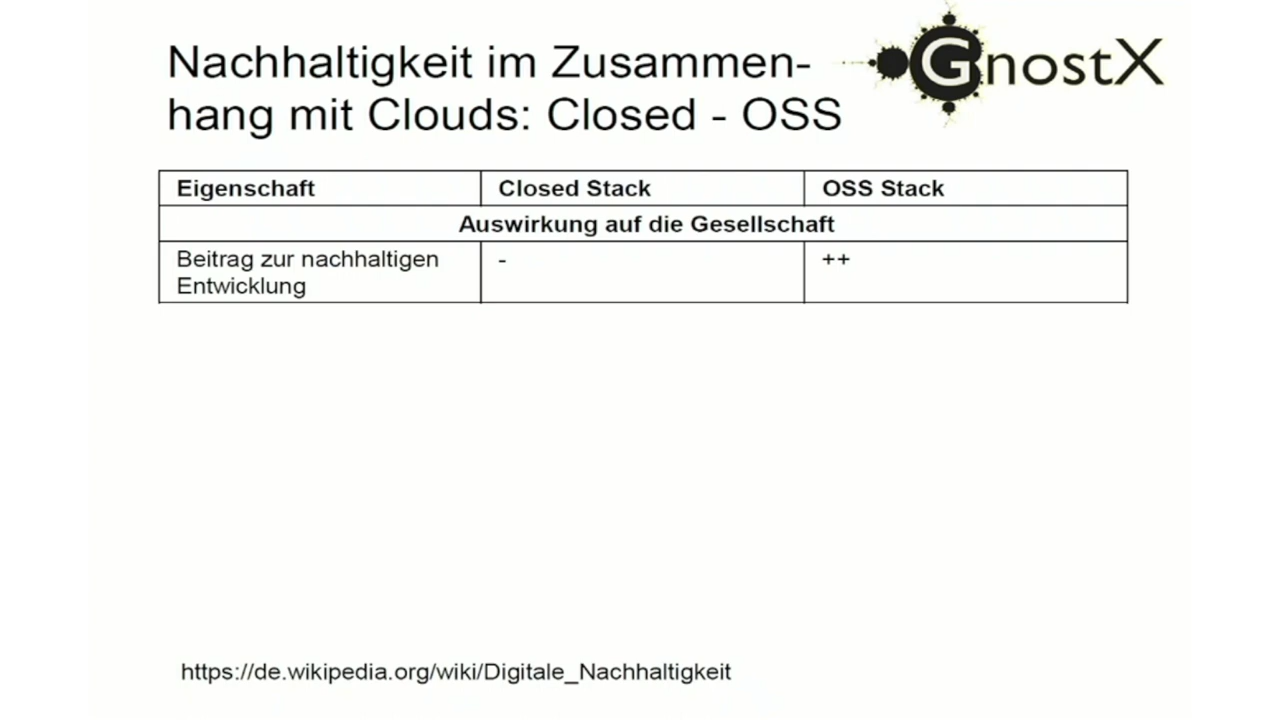 Nachhaltigkeit im Zusammen-
hang mit Clouds: Closed - OSS
GnostX
Eigenschaft Closed Stack OSS Stack
Auswirkung auf die Gesellschaft
Beitrag zur nachhaltigen - ++
Entwicklung
https://de.wikipedia.org/wiki/Digitale_Nachhaltigkeit